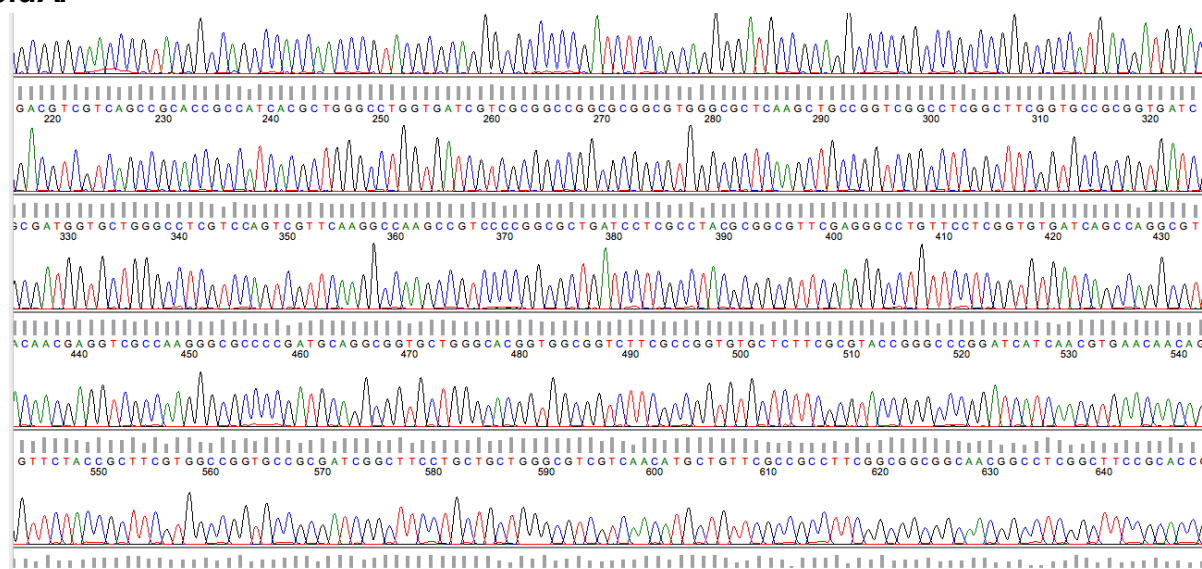 GACGTCGTCAGCCGCACCGCCATCACGCTGGGCCTGGTGATCGTCGCGGCCGGCGCGGCGTGGGCGCTCAAGCTGCCGGTCGGCCTCGGCTTCGGTGCCGCGGTGATC
220 230 240 250 260 270 280 290 300 310 320
GCGATGGTGCTGGGCCTCGTCCAGTCGTTCAAGGCCAAGCCGTCCCCGGCGCTGATCCTCGCCTACGCGGCGTTCGAGGGCCTGTTCCTCGGTGTGATCAGCCAGGCGT
330 340 350 360 370 380 390 400 410 420 430
ACAACGAGGTCGCCAAGGGCGCCCCGATGCAGGCGGTGCTGGGCACGGTGGCGGTCTTCGCCGGTGTGCTCTTCGCGTACCGGGCCCGGATCATCAACGTGAACAACAG
440 450 460 470 480 490 500 510 520 530 540
GTTCTACCGCTTCGTGGCCGGTGCCGCGATCGGCTTCCTGCTGCTGGGCGTCGTCAACATGCTGTTCGCCGCCTTCGGCGGCGGCAACGGCCTCGGCTTCCGCACC
550 560 570 580 590 600 610 620 630 640